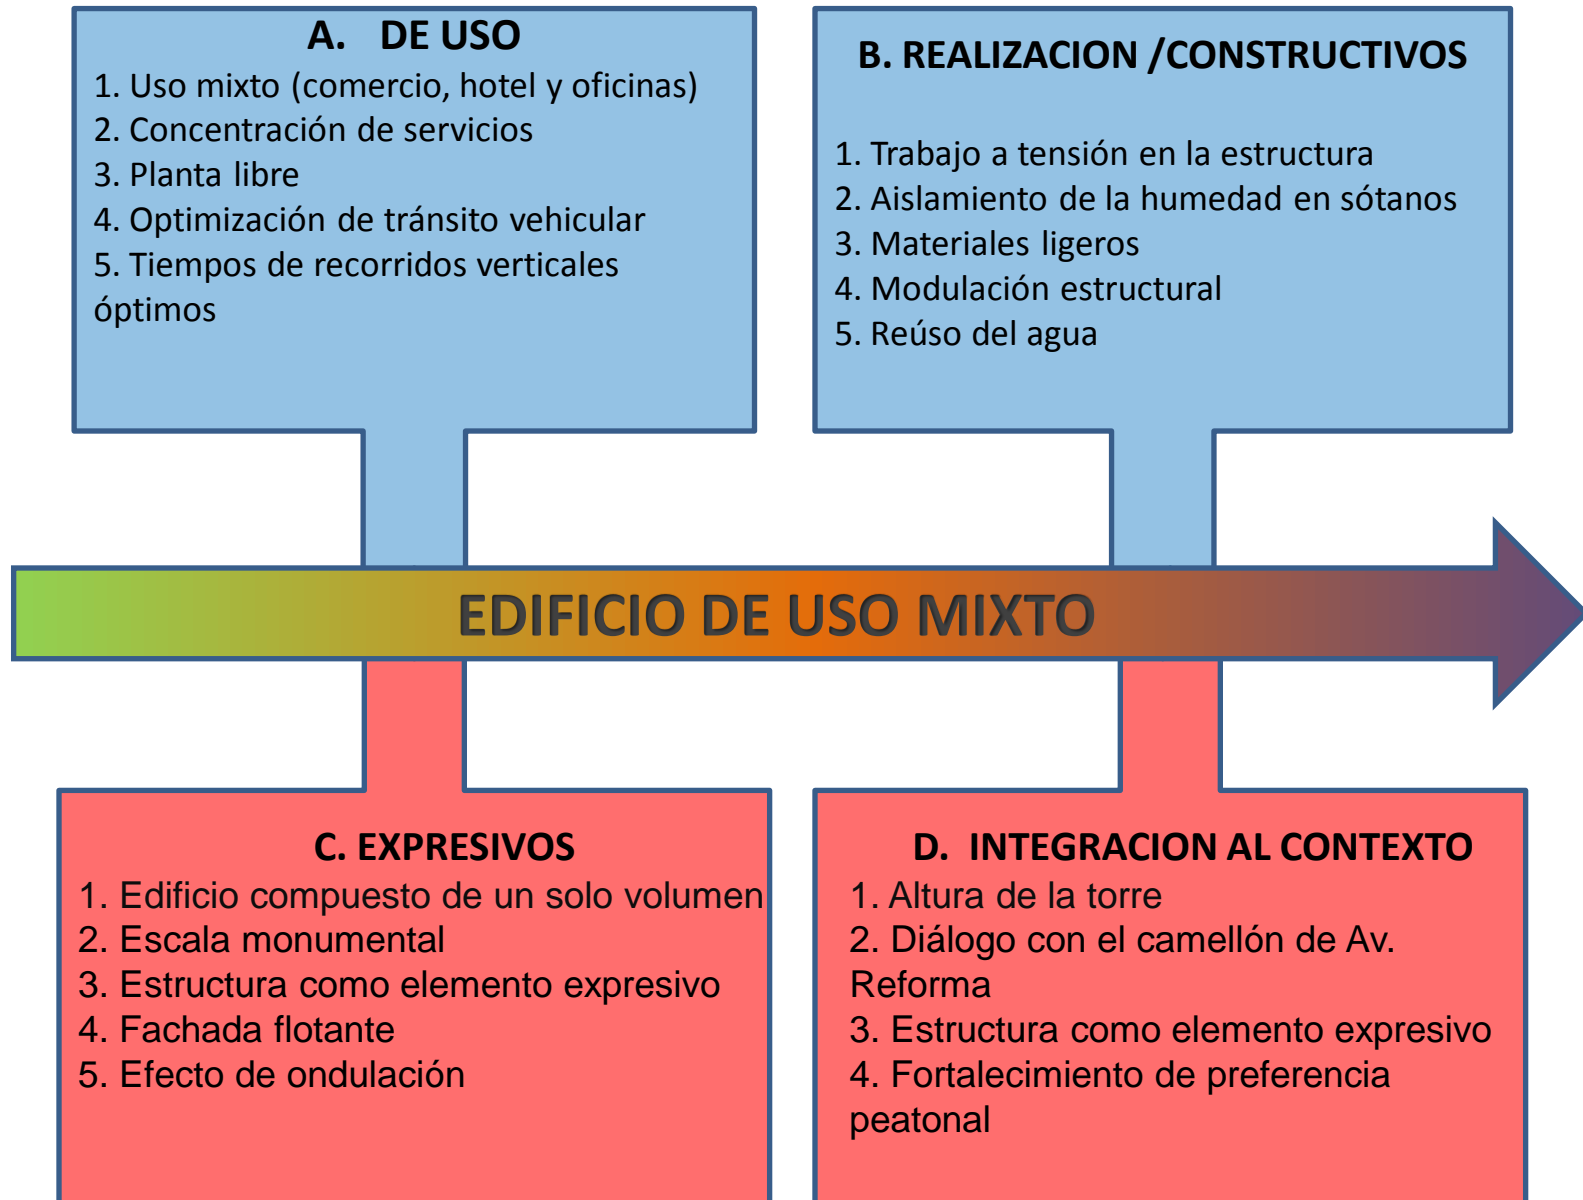 A. DE USO
1. Uso mixto (comercio, hotel y oficinas)
2. Concentración de servicios
3. Planta libre
4. Optimización de tránsito vehicular
5. Tiempos de recorridos verticales
óptimos
B. REALIZACION /CONSTRUCTIVOS
1. Trabajo a tensión en la estructura
2. Aislamiento de la humedad en sótanos
3. Materiales ligeros
4. Modulación estructural
5. Reúso del agua
EDIFICIO DE USO MIXTO
C. EXPRESIVOS
1. Edificio compuesto de un solo volumen
2. Escala monumental
3. Estructura como elemento expresivo
4. Fachada flotante
5. Efecto de ondulación
D. INTEGRACION AL CONTEXTO
1. Altura de la torre
2. Diálogo con el camellón de Av.
Reforma
3. Estructura como elemento expresivo
4. Fortalecimiento de preferencia
peatonal